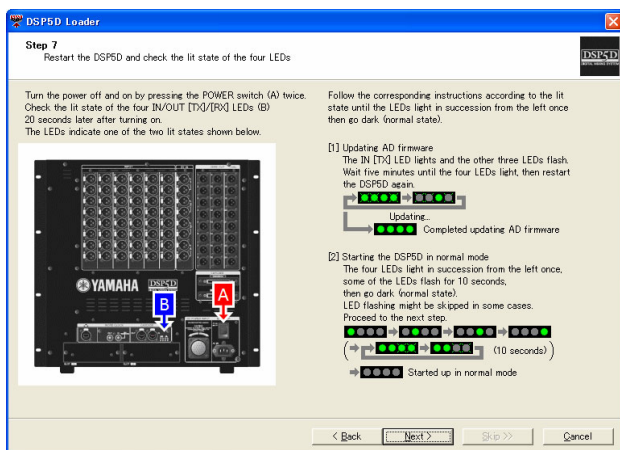 DSP5D Loader
Step 7
Restart the DSP5D and check the lit state of the four LEDs
DSP5D
Turn the power off and on by pressing the POWER switch (A) twice.
Check the lit state of the four IN/OUT [TX]/[RX] LEDs (B)
20 seconds later after turning on.
The LEDs indicate one of the two lit states shown below.
YAMAHA
DSP5D
B
A
Follow the corresponding instructions according to the lit
state until the LEDs light in succession from the left once
then go dark (normal state).
[1] Updating AD firmware
The IN [TX] LED lights and the other three LEDs flash.
Wait five minutes until the four LEDs light, then restart
the DSP5D again.
Updating...
Completed updating AD firmware
[2] Starting the DSP5D in normal mode
The four LEDs light in succession from the left once,
some of the LEDs flash for 10 seconds,
then go dark (normal state).
LED flashing might be skipped in some cases.
Proceed to the next step.
(10 seconds)
Started up in normal mode
< Back
Next >
Skip >>
Cancel